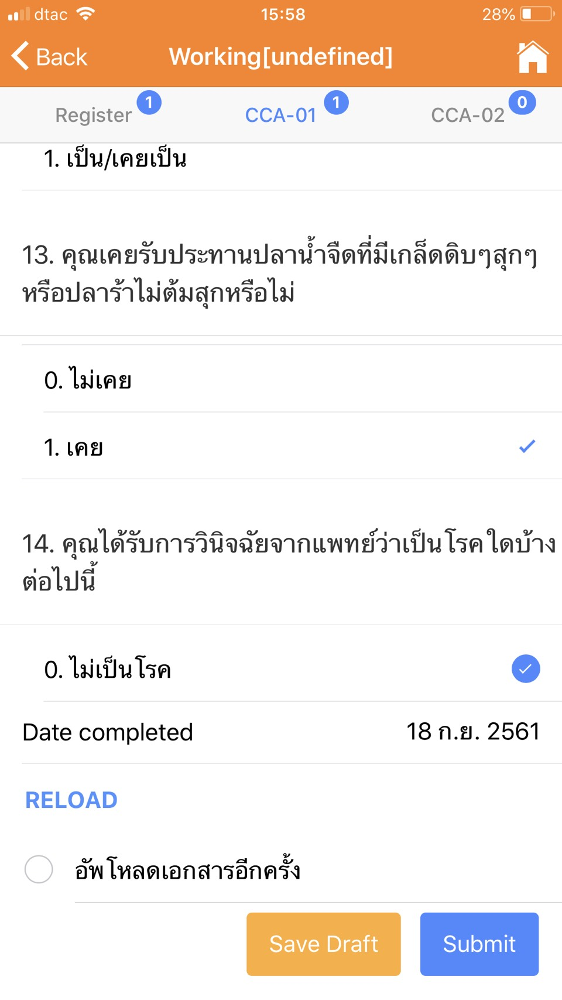 dtac 15:58 28%
Back Working[undefined]
Register 1 CCA-01 1 CCA-02 0
1. เป็น/เคยเป็น
13. คุณเคยรับประทานปลาน้ำจืดที่มีเกล็ดดิบๆสุกๆ
หรือปลาร้าไม่ต้มสุกหรือไม่
0. ไม่เคย
1. เคย
14. คุณได้รับการวินิจฉัยจากแพทย์ว่าเป็นโรคใดบ้าง
ต่อไปนี้
0. ไม่เป็นโรค
Date completed 18 ก.ย. 2561
RELOAD
อัพโหลดเอกสารอีกครั้ง
Save Draft Submit